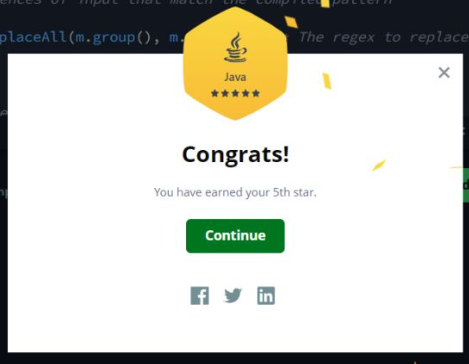 ences of input that match the compiled pattern
placeAll(m.group(), m.
The regex to replace
Java
Congrats!
You have earned your 5th star.
Continue